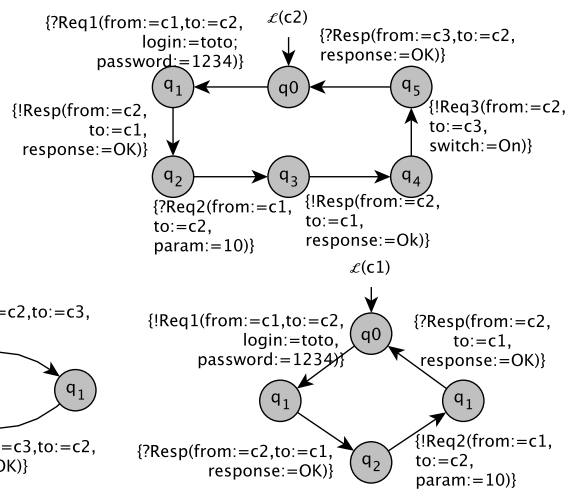 {?Req1(from:=c1,to:=c2,
login:=toto;
password:=1234)}
ℒ(c2)
{?Resp(from:=c3,to:=c2,
response:=OK)}
q1
q0
q5
{!Resp(from:=c2,
to:=c1,
response:=OK)}
{!Req3(from:=c2,
to:=c3,
switch:=On)}
q2
q3
q4
{?Req2(from:=c1,
to:=c2,
param:=10)}
{!Resp(from:=c2,
to:=c1,
response:=Ok)}
ℒ(c1)
=c2,to:=c3,
{!Req1(from:=c1,to:=c2,
login:=toto,
password:=1234)}
q0
{?Resp(from:=c2,
to:=c1,
response:=OK)}
q1
q1
q1
=c3,to:=c2,
OK)}
{?Resp(from:=c2,to:=c1,
response:=OK)}
q2
{!Req2(from:=c1,
to:=c2,
param:=10)}